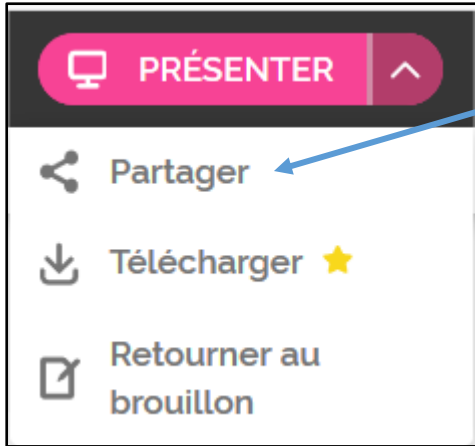 PRÉSENTER
Partager
Télécharger
Retourner au
brouillon